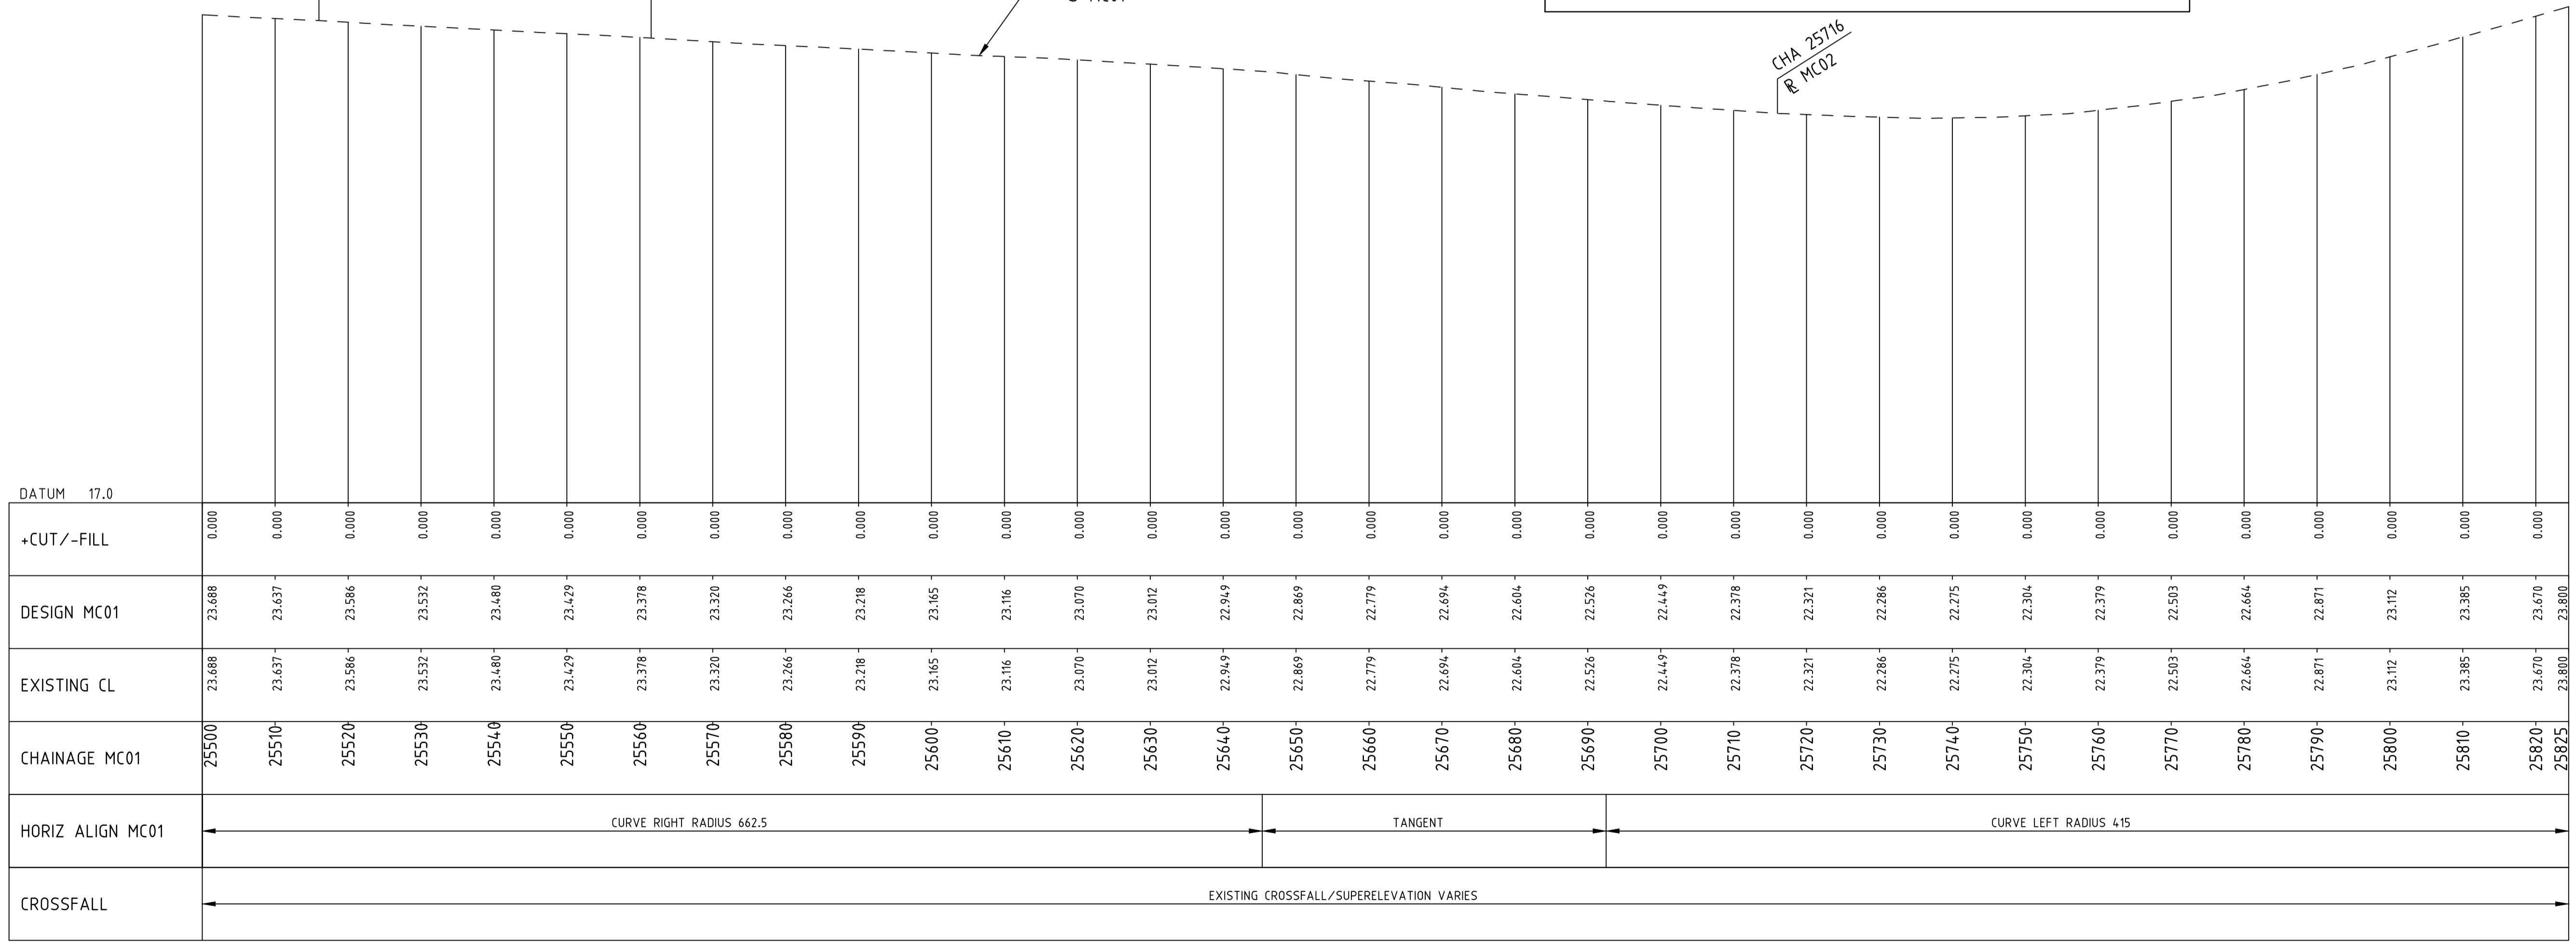 CHA 25716
MC02
DATUM 17.0
+CUT/-FILL 0.000 0.000 0.000 0.000 0.000 0.000 0.000 0.000 0.000 0.000 0.000 0.000 0.000 0.000 0.000 0.000 0.000 0.000 0.000 0.000 0.000 0.000 0.000 0.000 0.000 0.000 0.000 0.000 0.000 0.000 0.000 0.000 0.000
DESIGN MC01 23.688 23.637 23.586 23.532 23.480 23.429 23.378 23.320 23.266 23.218 23.165 23.116 23.070 23.012 22.949 22.869 22.779 22.694 22.604 22.526 22.449 22.378 22.321 22.286 22.275 22.304 22.379 22.503 22.664 22.871 23.112 23.385 23.670 23.800
EXISTING CL 23.688 23.637 23.586 23.532 23.480 23.429 23.378 23.320 23.266 23.218 23.165 23.116 23.070 23.012 22.949 22.869 22.779 22.694 22.604 22.526 22.449 22.378 22.321 22.286 22.275 22.304 22.379 22.503 22.664 22.871 23.112 23.385 23.670 23.800
CHAINAGE MC01 25500 25510 25520 25530 25540 25550 25560 25570 25580 25590 25600 25610 25620 25630 25640 25650 25660 25670 25680 25690 25700 25710 25720 25730 25740 25750 25760 25770 25780 25790 25800 25810 25820 25825
HORIZ ALIGN MC01 CURVE RIGHT RADIUS 662.5 TANGENT CURVE LEFT RADIUS 415
CROSSFALL EXISTING CROSSFALL/SUPERELEVATION VARIES